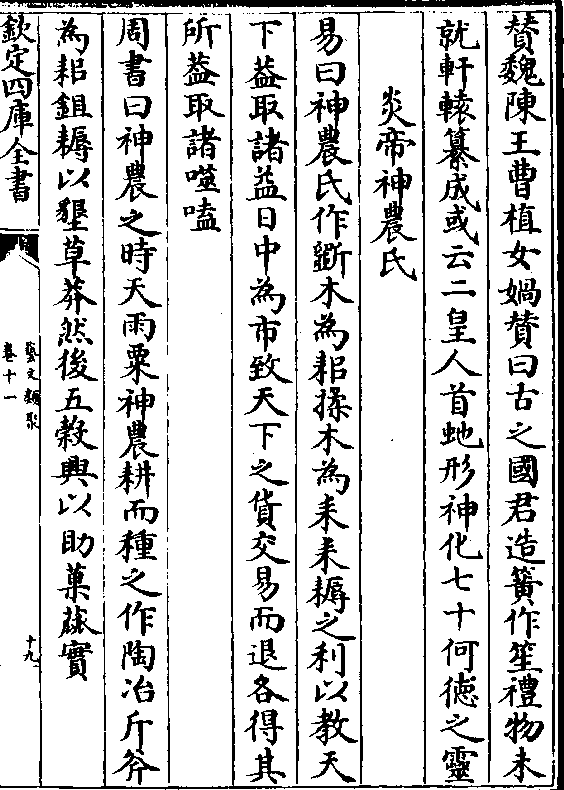 贊魏陳王曹植女媧贊曰古之國君造簧作笙禮物未
就軒轅纂成或云二皇人首虵形神化七十何德之靈
炎帝神農氏
易曰神農氏作斲木為耜揉木為耒耒耨之利以教天
下葢取諸益日中為市致天下之貨交易而退各得其
所葢取諸噬嗑
周書曰神農之時天雨粟神農耕而種之作陶冶斤斧
為耜鉏耨以墾草莽然後五穀興以助菓蓏實
欽定四庫全書
藝文類聚
卷十一
十九